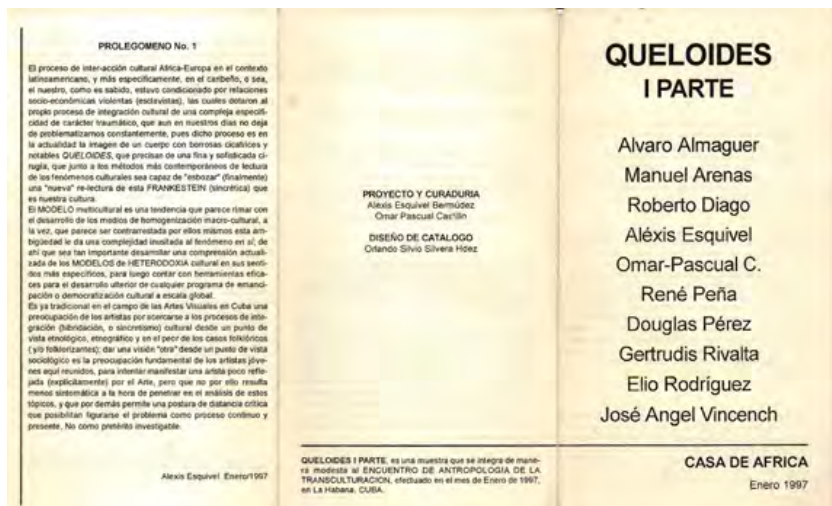 PROLEGOMENO No. 1
El proceso de inter-acción cultural Africa-Europa en el contexto
latinoamericano, y más específicamente, en el caribeño, o sea,
el nuestro, como es sabido, estuvo condicionado por relaciones
socio-económicas violentas (esclavistas), las cuales dotaron al
propio proceso de integración cultural de una compleja especifi-
cidad de carácter traumático, que aun en nuestros dias no deja
de problematizarnos constantemente, pues dicho proceso es en
la actualidad la imagen de un cuerpo con borrosas cicatrices y
notables QUELOIDES, que precisan de una fina y sofisticada ci-
rugía, que junto a los métodos más contemporáneos de lectura
de los fenómenos culturales sea capaz de "esbozar" (finalmente)
una "nueva" re-lectura de esta FRANKESTEIN (sincrética) que
es nuestra cultura.
El MODELO multicultural es una tendencia que parece rimar con
el desarrollo de los medios de homogenización macro-cultural, a
la vez, que parece ser contrarrestada por ellos mismos esta am-
bigüedad le da una complejidad inusitada al fenómeno en sí; de
ahí que sea tan importante desarrollar una comprensión actuali-
zada de los MODELOS de HETERODOXIA cultural en sus senti-
dos más específicos, para luego contar con herramientas efica-
ces para el desarrollo ulterior de cualquier programa de emanci-
pación o democratización cultural a escala global.
Es ya tradicional en el campo de las Artes Visuales en Cuba una
preocupación de los artistas por acercarse a los procesos de inte-
gración (hibridación, o sincretismo) cultural desde un punto de
vista etnológico, etnográfico y en el peor de los casos folklóricos
(y/o folklorizantes); dar una visión "otra" desde un punto de vista
sociológico es la preocupación fundamental de los artistas jóve-
nes aquí reunidos, para intentar manifestar una arista poco refle-
jada (explícitamente) por el Arte, pero que no por ello resulta
menos sintomática a la hora de penetrar en el análisis de estos
tópicos, y que por demás permite una postura de distancia crítica
que posibilitan figurarse el problema como proceso continuo y
presente, No como pretérito investigable.
Alexis Esquivel Enero/1997
PROYECTO Y CURADURIA
Alexis Esquivel Bermúdez
Omar Pascual Castillo
DISEÑO DE CATALOGO
Orlando Silvio Silvera Hdez
QUELOIDES I PARTE, es una muestra que se integra de mane-
ra modesta al ENCUENTRO DE ANTROPOLOGIA DE LA
TRANSCULTURACION, efectuado en el mes de Enero de 1997,
en La Habana, CUBA.
QUELOIDES
I PARTE
Alvaro Almaguer
Manuel Arenas
Roberto Diago
Aléxis Esquivel
Omar-Pascual C.
René Peña
Douglas Pérez
Gertrudis Rivalta
Elio Rodríguez
José Angel Vincench
CASA DE AFRICA
Enero 1997